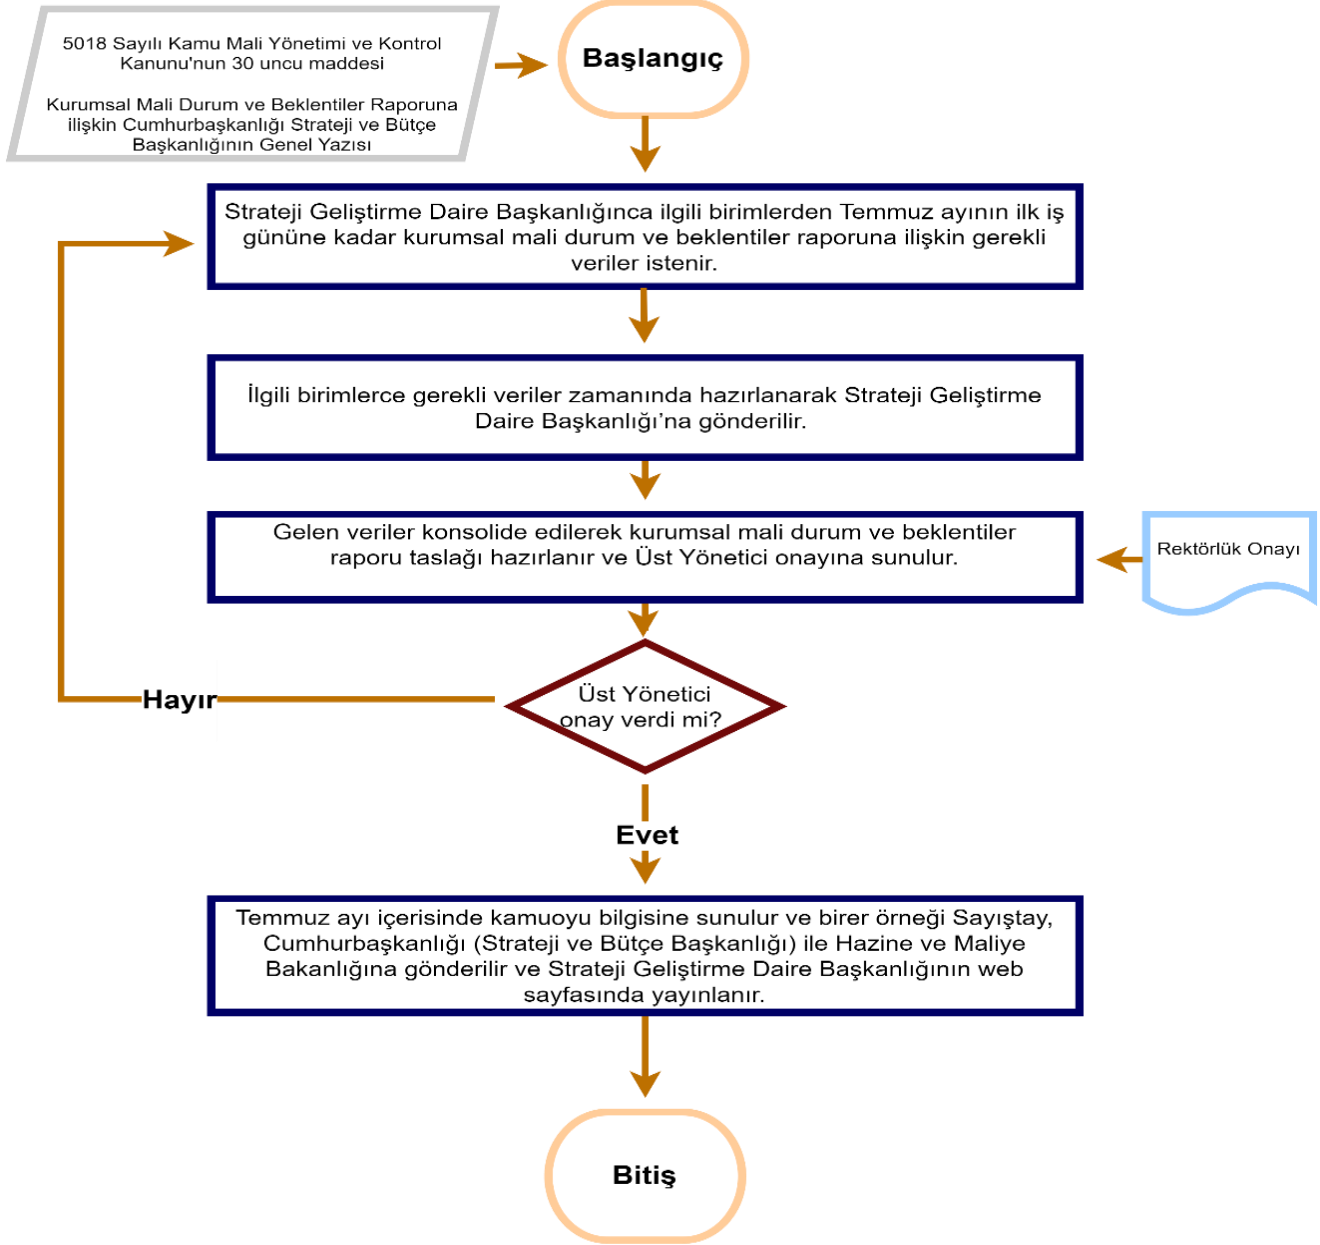 5018 Sayılı Kamu Mali Yönetimi ve Kontrol
Kanunu'nun 30 uncu maddesi
Kurumsal Mali Durum ve Beklentiler Raporuna
ilişkin Cumhurbaşkanlığı Strateji ve Bütçe
Başkanlığının Genel Yazısı
Başlangıç
Strateji Geliştirme Daire Başkanlığınca ilgili birimlerden Temmuz ayının ilk iş
gününe kadar kurumsal mali durum ve beklentiler raporuna ilişkin gerekli
veriler istenir.
İlgili birimlerce gerekli veriler zamanında hazırlanarak Strateji Geliştirme
Daire Başkanlığı’na gönderilir.
Gelen veriler konsolide edilerek kurumsal mali durum ve beklentiler
raporu taslağı hazırlanır ve Üst Yönetici onayına sunulur.
Rektörlük Onayı
Üst Yönetici
onay verdi mi?
Hayır
Evet
Temmuz ayı içerisinde kamuoyu bilgisine sunulur ve birer örneği Sayıştay,
Cumhurbaşkanlığı (Strateji ve Bütçe Başkanlığı) ile Hazine ve Maliye
Bakanlığına gönderilir ve Strateji Geliştirme Daire Başkanlığının web
sayfasında yayınlanır.
Bitiş